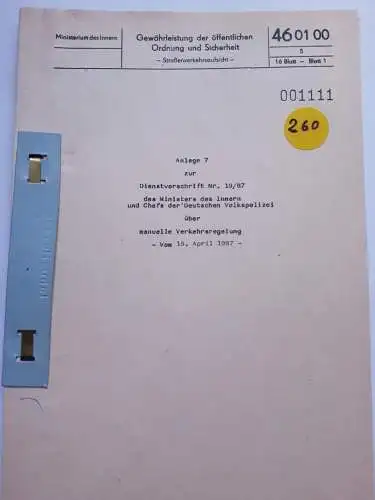 Ministerium des Innern
Gewährleistung der öffentlichen
Ordnung und Sicherheit
- Straßenverkehrsaufsicht -
46 01 00
5
16 Blatt - Blatt 1
001111
260
Anlage 7
zur
Dienstvorschrift Nr. 19/87
des Ministers des Innern
und Chefs der Deutschen Volkspolizei
über
manuelle Verkehrsregelung
- Vom 15. April 1987 -